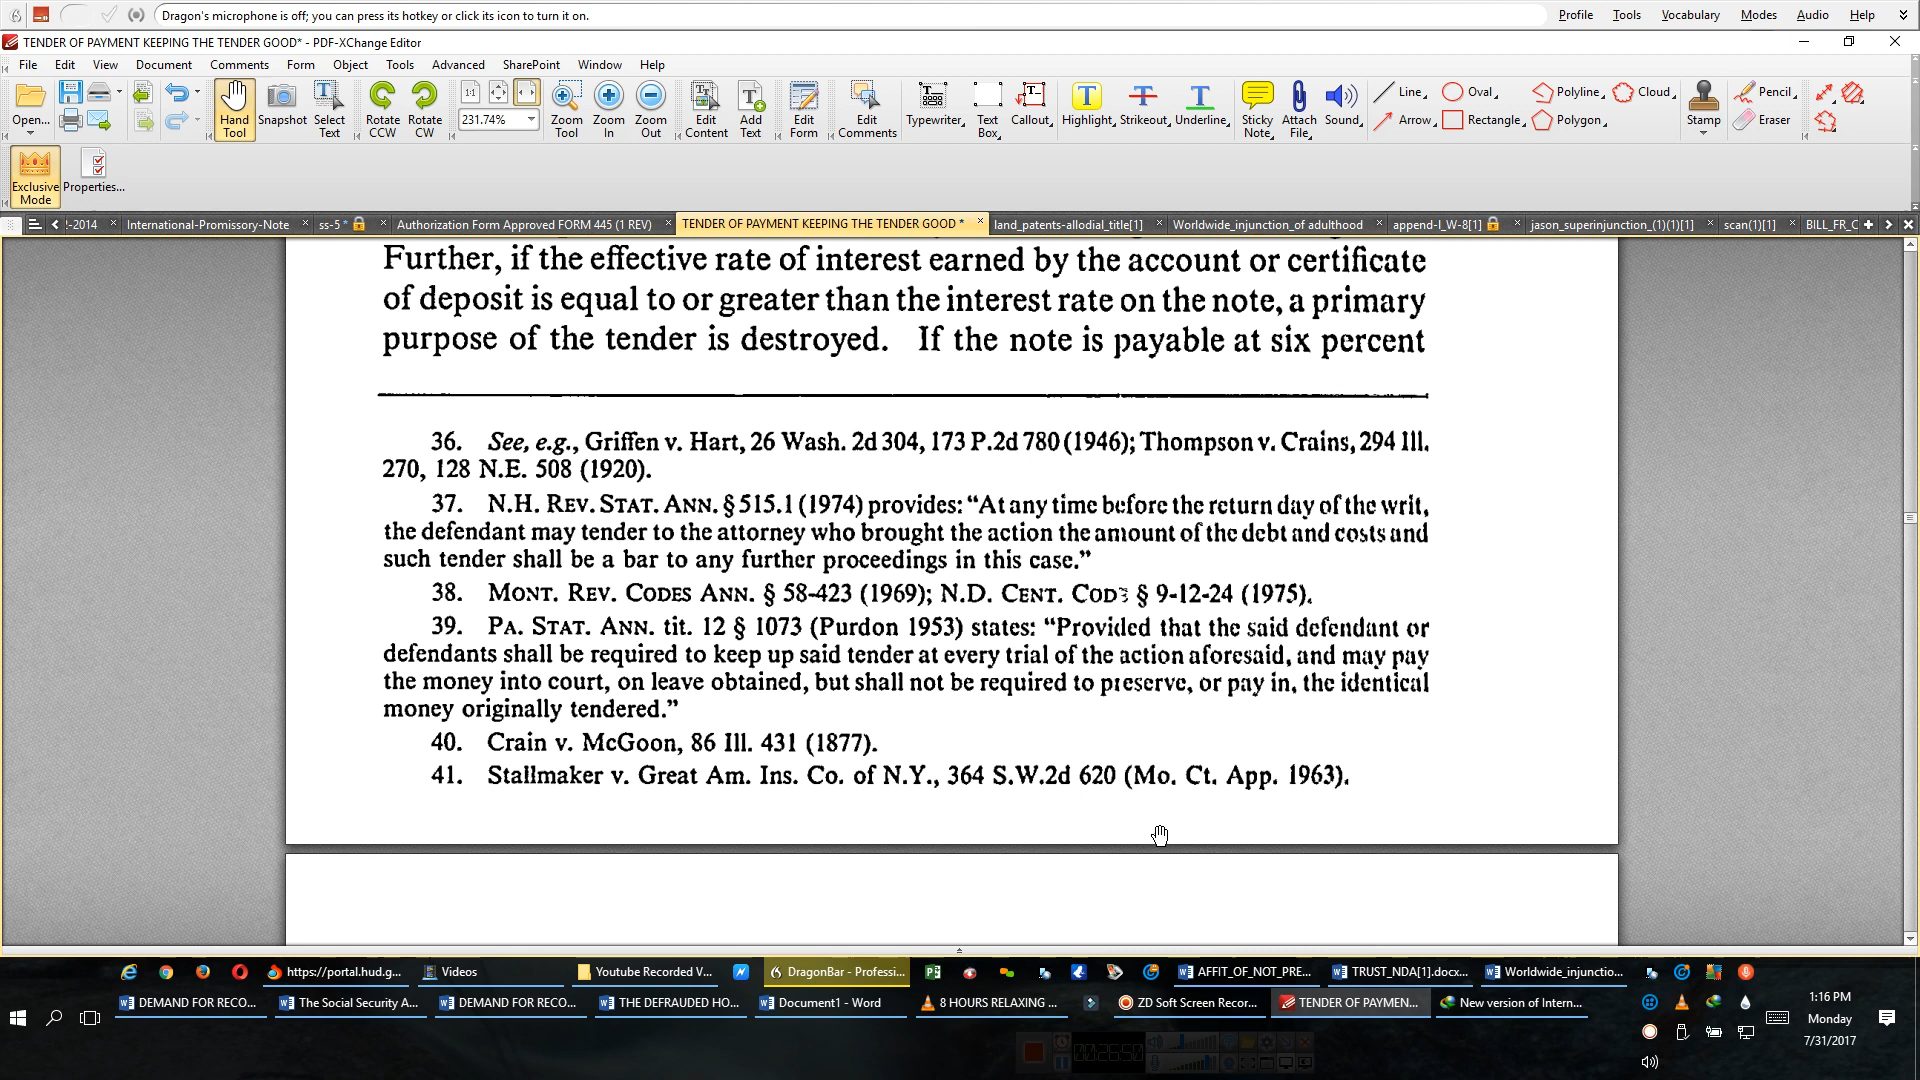 Dragon's microphone is off; you can press its hotkey or click its icon to turn it on.
Profile Tools Vocabulary Modes Audio Help
TENDER OF PAYMENT KEEPING THE TENDER GOOD* - PDF-XChange Editor
File Edit View Document Comments Form Object Tools Advanced SharePoint Window Help
Open... Hand Tool Snapshot Select Text Rotate CCW Rotate CW 231.74% Zoom Tool Zoom In Zoom Out Edit Content Add Text Edit Form Edit Comments Typewriter Text Box Callout Highlight Strikeout Underline Sticky Note Attach File Sound Line Arrow Oval Rectangle Polyline Polygon Cloud Stamp Pencil Eraser
Exclusive Mode Properties...
!-2014 International-Promissory-Note ss-5 * Authorization Form Approved FORM 445 (1 REV) TENDER OF PAYMENT KEEPING THE TENDER GOOD * land_patents-allodial_title[1] Worldwide_injunction_of adulthood append-I_W-8[1] jason_superinjunction_(1)(1)[1] scan(1)[1] BILL_FR_C
Further, if the effective rate of interest earned by the account or certificate
of deposit is equal to or greater than the interest rate on the note, a primary
purpose of the tender is destroyed. If the note is payable at six percent
36. See, e.g., Griffen v. Hart, 26 Wash. 2d 304, 173 P.2d 780 (1946); Thompson v. Crains, 294 Ill.
270, 128 N.E. 508 (1920).
37. N.H. REV. STAT. ANN. § 515.1 (1974) provides: “At any time before the return day of the writ,
the defendant may tender to the attorney who brought the action the amount of the debt and costs and
such tender shall be a bar to any further proceedings in this case.”
38. MONT. REV. CODES ANN. § 58-423 (1969); N.D. CENT. CODE § 9-12-24 (1975).
39. PA. STAT. ANN. tit. 12 § 1073 (Purdon 1953) states: “Provided that the said defendant or
defendants shall be required to keep up said tender at every trial of the action aforesaid, and may pay
the money into court, on leave obtained, but shall not be required to preserve, or pay in, the identical
money originally tendered.”
40. Crain v. McGoon, 86 Ill. 431 (1877).
41. Stallmaker v. Great Am. Ins. Co. of N.Y., 364 S.W.2d 620 (Mo. Ct. App. 1963).
https://portal.hud.g... Videos Youtube Recorded V... DragonBar - Professi... AFFIT_OF_NOT_PRE... TRUST_NDA[1].docx... Worldwide_injunctio...
DEMAND FOR RECO... The Social Security A... DEMAND FOR RECO... THE DEFRAUDED HO... Document1 - Word 8 HOURS RELAXING ... ZD Soft Screen Recor... TENDER OF PAYMEN... New version of Intern...
1:16 PM
Monday
7/31/2017